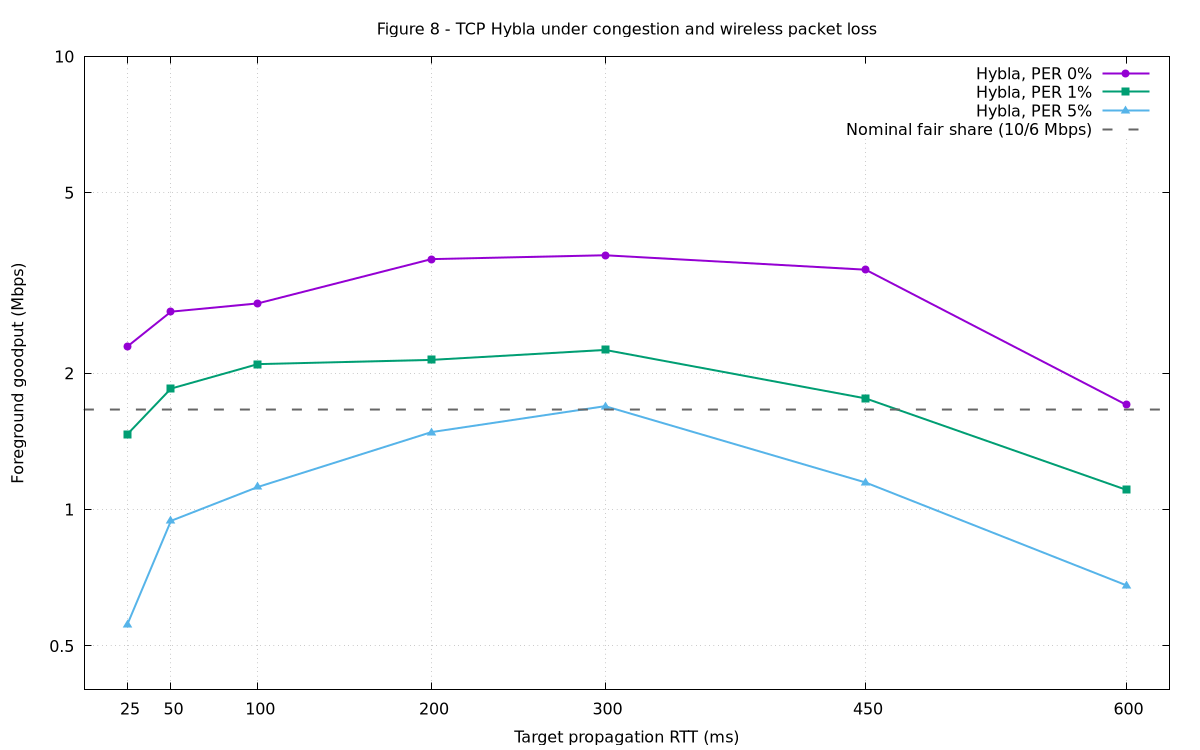 Figure 8 - TCP Hybla under congestion and wireless packet loss
10
5
2
1
0.5
Foreground goodput (Mbps)
Hybla, PER 0%
Hybla, PER 1%
Hybla, PER 5%
Nominal fair share (10/6 Mbps)
25 50 100 200 300 450 600
Target propagation RTT (ms)